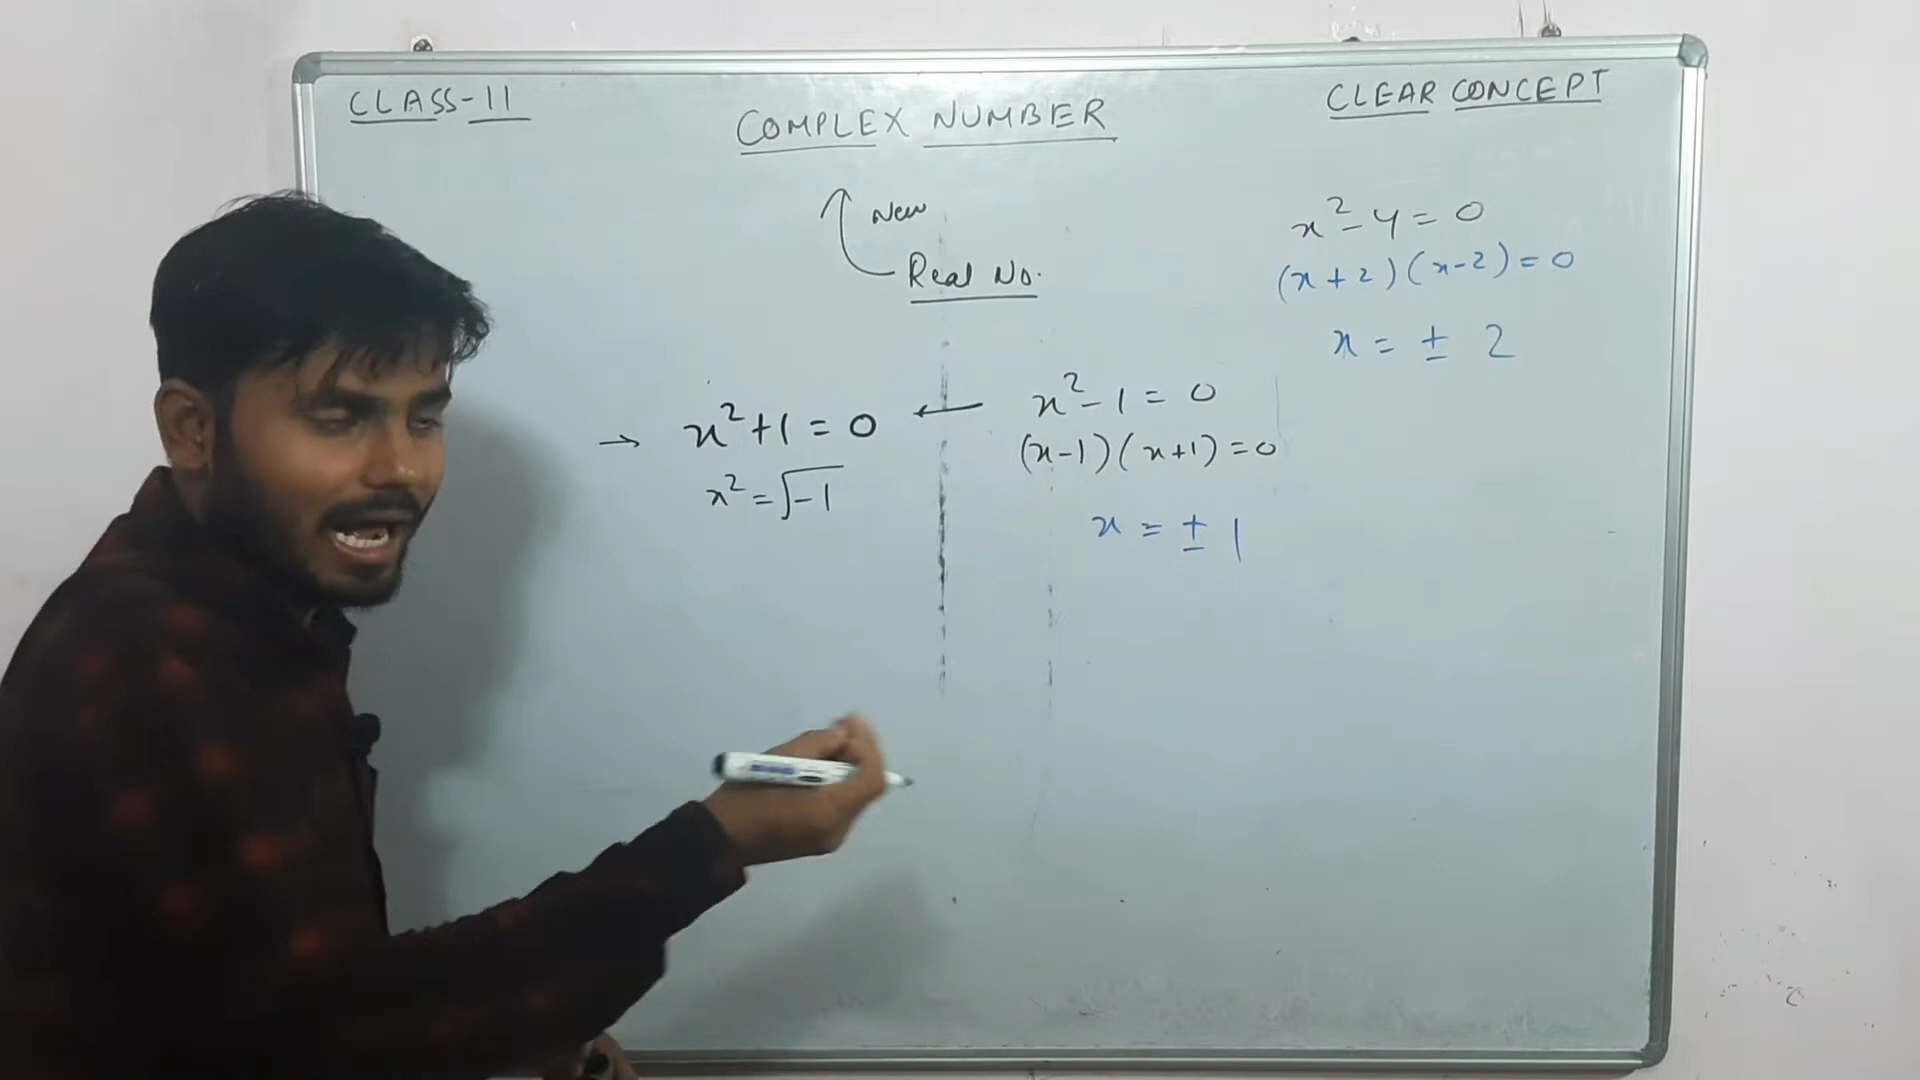 CLASS-11
COMPLEX NUMBER
CLEAR CONCEPT
New
Real No.
x²-4=0
(x+2)(x-2)=0
x = ± 2
→ x²+1=0 ←
x²=√-1
x²-1=0
(x-1)(x+1)=0
x = ± 1